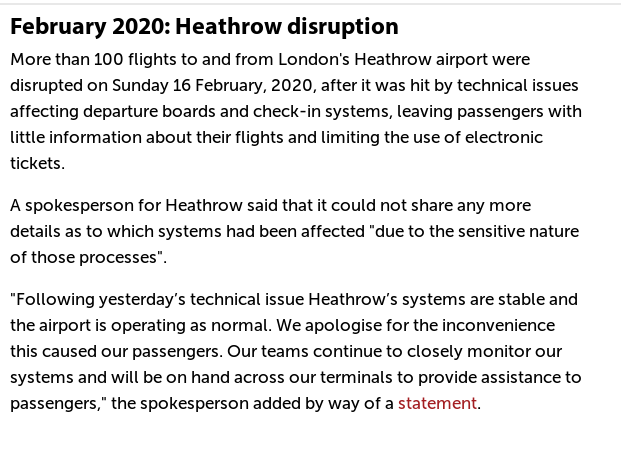 February 2020: Heathrow disruption
More than 100 flights to and from London's Heathrow airport were
disrupted on Sunday 16 February, 2020, after it was hit by technical issues
affecting departure boards and check-in systems, leaving passengers with
little information about their flights and limiting the use of electronic
tickets.
A spokesperson for Heathrow said that it could not share any more
details as to which systems had been affected "due to the sensitive nature
of those processes".
"Following yesterday’s technical issue Heathrow’s systems are stable and
the airport is operating as normal. We apologise for the inconvenience
this caused our passengers. Our teams continue to closely monitor our
systems and will be on hand across our terminals to provide assistance to
passengers," the spokesperson added by way of a statement.